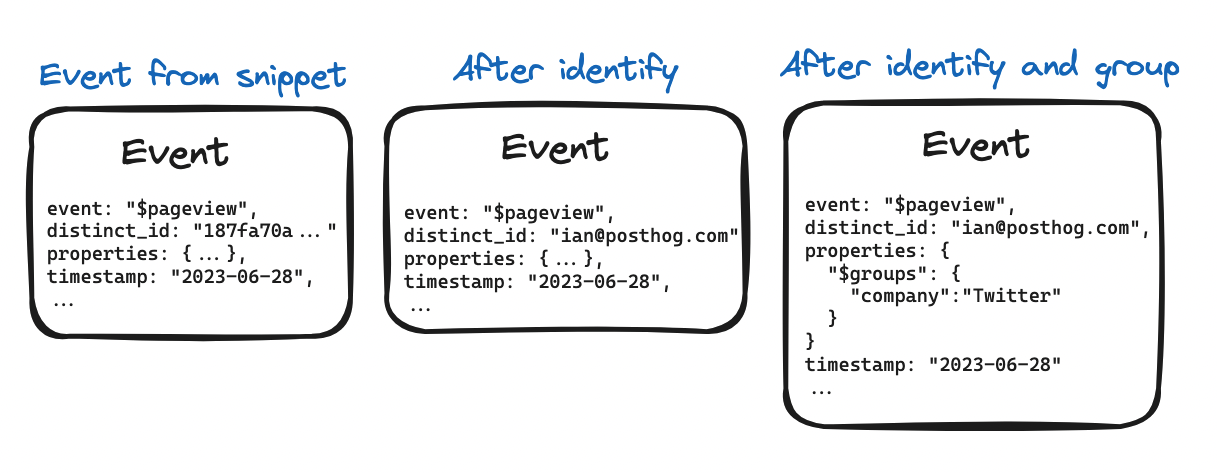 Event from snippet
Event
event: "$pageview",
distinct_id: "187fa70a..."
properties: {...},
timestamp: "2023-06-28",
...
After identify
Event
event: "$pageview",
distinct_id: "ian@posthog.com"
properties: {...},
timestamp: "2023-06-28",
...
After identify and group
Event
event: "$pageview",
distinct_id: "ian@posthog.com",
properties: {
"$groups": {
"company":"Twitter"
}
}
timestamp: "2023-06-28"
...